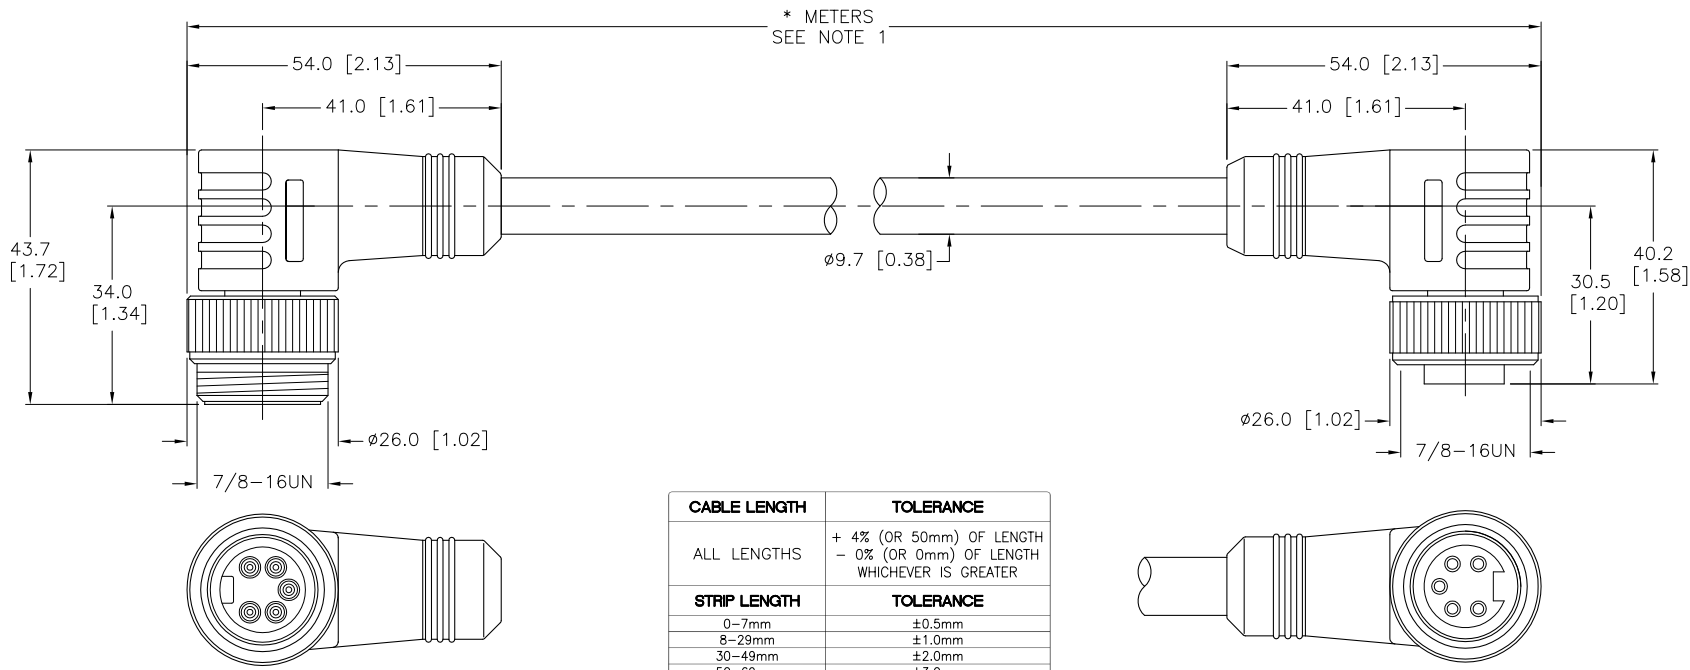 * METERS
SEE NOTE 1
54.0 [2.13]
54.0 [2.13]
41.0 [1.61]
41.0 [1.61]
43.7
[1.72]
34.0
[1.34]
ø9.7 [0.38]
30.5
[1.20]
40.2
[1.58]
ø26.0 [1.02]
ø26.0 [1.02]
7/8-16UN
7/8-16UN
CABLE LENGTH TOLERANCE
ALL LENGTHS
+ 4% (OR 50mm) OF LENGTH
- 0% (OR 0mm) OF LENGTH
WHICHEVER IS GREATER
STRIP LENGTH TOLERANCE
0-7mm ±0.5mm
8-29mm ±1.0mm
30-49mm ±2.0mm